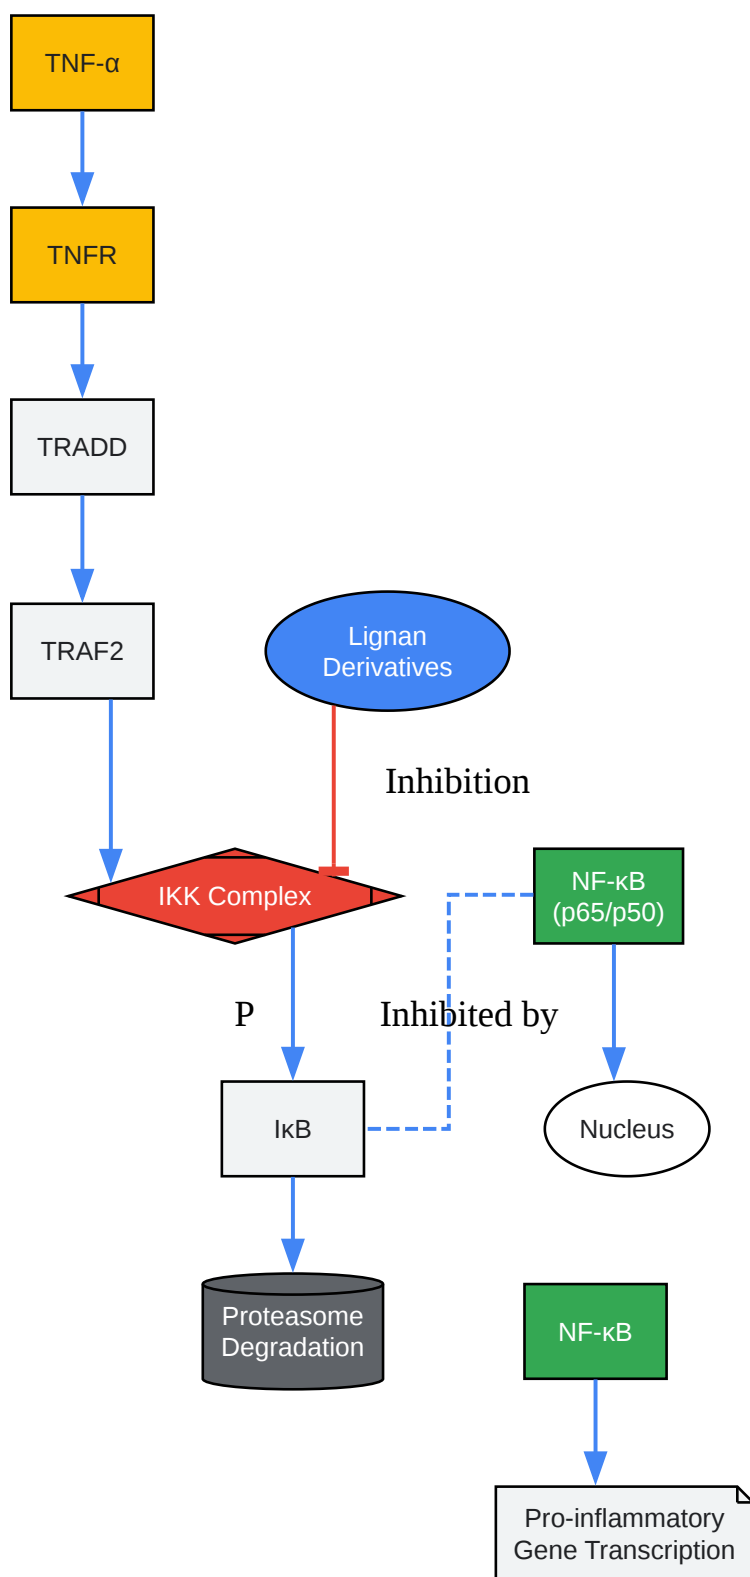 TNF-α
TNFR
TRADD
TRAF2
Lignan
Derivatives
Inhibition
IKK Complex
NF-κB
(p65/p50)
P
Inhibited by
IκB
Nucleus
Proteasome
Degradation
NF-κB
Pro-inflammatory
Gene Transcription